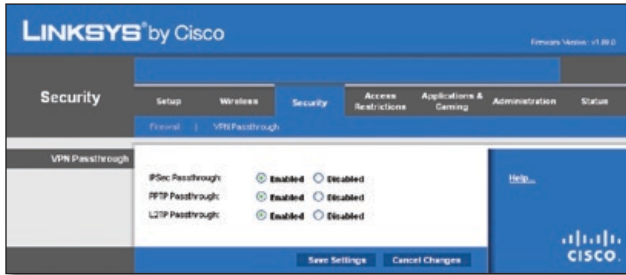 LINKSYS® by Cisco
Firmware Version: v1.00.0
Security
Setup Wireless Security Access Restrictions Applications & Gaming Administration Status
Firewall | VPN Passthrough
VPN Passthrough
IPSec Passthrough: Enabled Disabled
PPTP Passthrough: Enabled Disabled
L2TP Passthrough: Enabled Disabled
Help...
Save Settings Cancel Changes
CISCO.